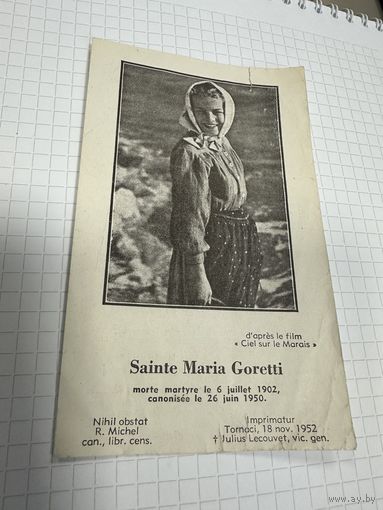 d'après le film
« Ciel sur le Marais »
Sainte Maria Goretti
morte martyre le 6 juillet 1902,
canonisée le 26 juin 1950.
Nihil obstat
R. Michel
can., libr. cens.
Imprimatur
Tornaci, 18 nov. 1952
† Julius Lecouvet, vic. gen.
www.ay.by